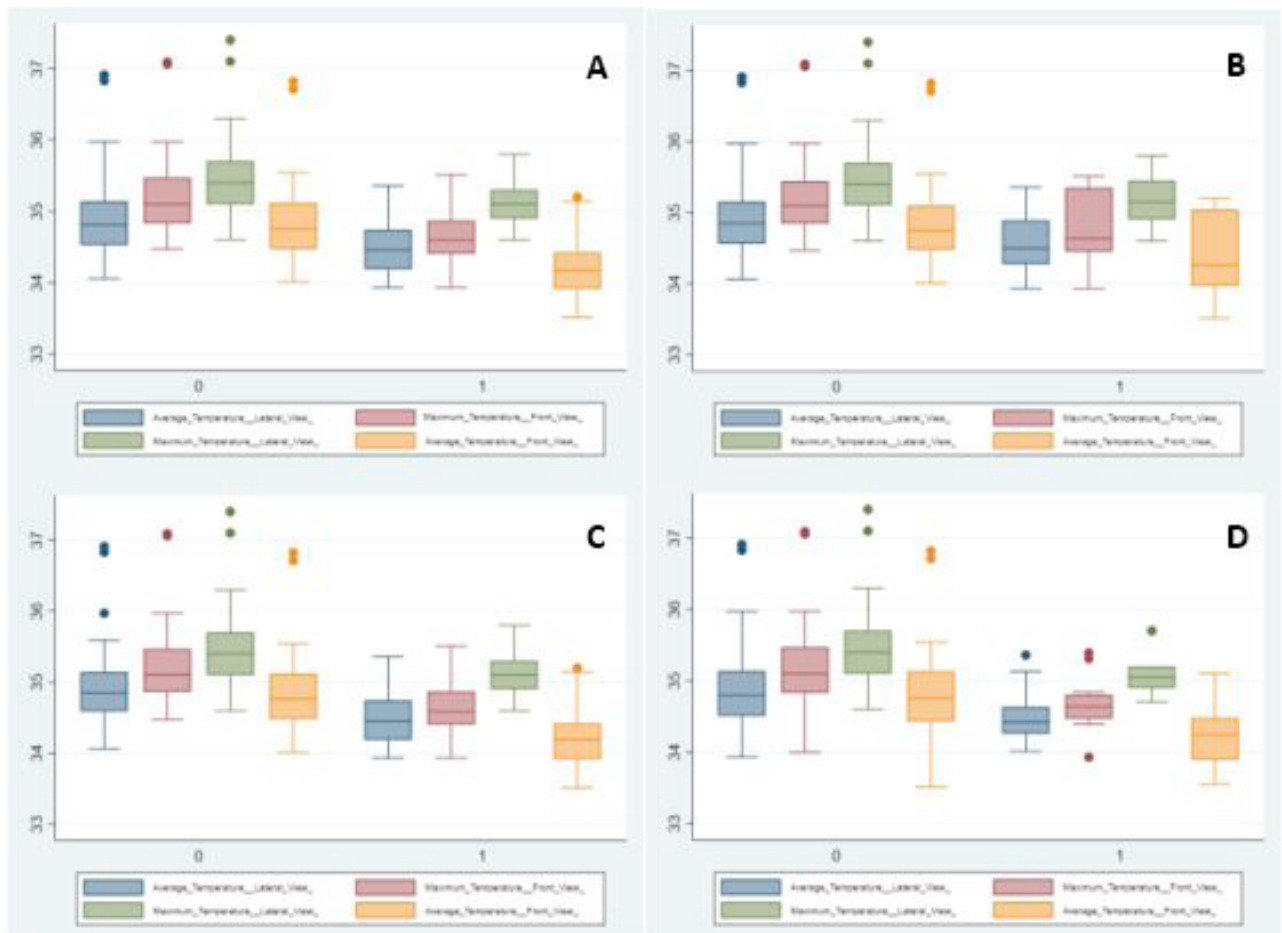 A
37
36
35
34
33
0 1
Average_Temperature__Lateral_View_ Maximum_Temperature__Front_View_
Maximum_Temperature__Lateral_View_ Average_Temperature__Front_View_
B
37
36
35
34
33
0 1
Average_Temperature__Lateral_View_ Maximum_Temperature__Front_View_
Maximum_Temperature__Lateral_View_ Average_Temperature__Front_View_
C
37
36
35
34
33
0 1
Average_Temperature__Lateral_View_ Maximum_Temperature__Front_View_
Maximum_Temperature__Lateral_View_ Average_Temperature__Front_View_
D
37
36
35
34
33
0 1
Average_Temperature__Lateral_View_ Maximum_Temperature__Front_View_
Maximum_Temperature__Lateral_View_ Average_Temperature__Front_View_